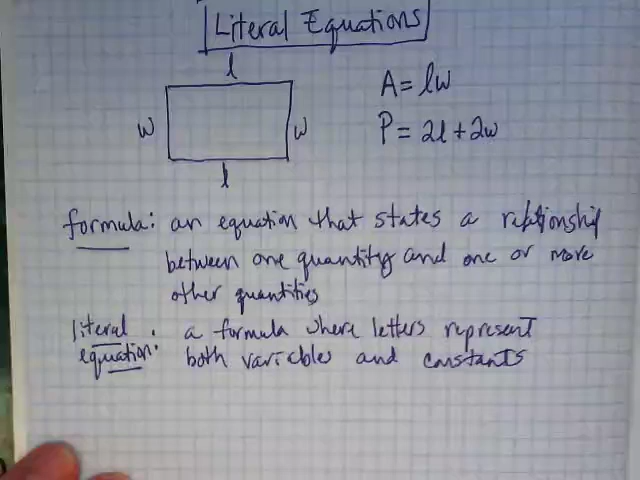 Literal Equations
l
A = lw
w
w
P = 2l + 2w
l
formula: an equation that states a relationship
between one quantity and one or more
other quantities
literal : a formula where letters represent
equation: both variables and constants